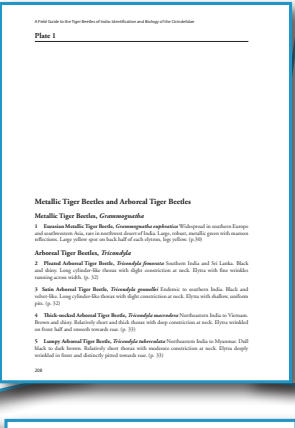 A Field Guide to the Tiger Beetles of India: Identification and Biology of the Cicindelidae
Plate 1
Metallic Tiger Beetles and Arboreal Tiger Beetles
Metallic Tiger Beetles, Grammognatha
1 Eurasian Metallic Tiger Beetle, Grammognatha euphratica Widespread in southern Europe
and southwestern Asia, rare in northwest desert of India. Large, robust, metallic green with maroon
reflections. Large yellow spot on back half of each elytron, legs yellow. (p.30)
Arboreal Tiger Beetles, Tricondyla
2 Pleated Arboreal Tiger Beetle, Tricondyla femorata Southern India and Sri Lanka. Black
and shiny. Long cylinder-like thorax with slight constriction at neck. Elytra with fine wrinkles
running across width. (p. 32)
3 Satin Arboreal Tiger Beetle, Tricondyla gounellei Endemic to southern India. Black and
velvet-like. Long cylinder-like thorax with slight constriction at neck. Elytra with shallow, uniform
pits. (p. 32)
4 Thick-necked Arboreal Tiger Beetle, Tricondyla macrodera Northeastern India to Vietnam.
Brown and shiny. Relatively short and thick thorax with deep constriction at neck. Elytra wrinkled
on front half and smooth towards rear. (p. 33)
5 Lumpy Arboreal Tiger Beetle, Tricondyla tuberculata Northeastern India to Myanmar. Dull
black to dark brown. Relatively short thorax with moderate constriction at neck. Elytra deeply
wrinkled in front and distinctly pitted towards rear. (p. 33)
208